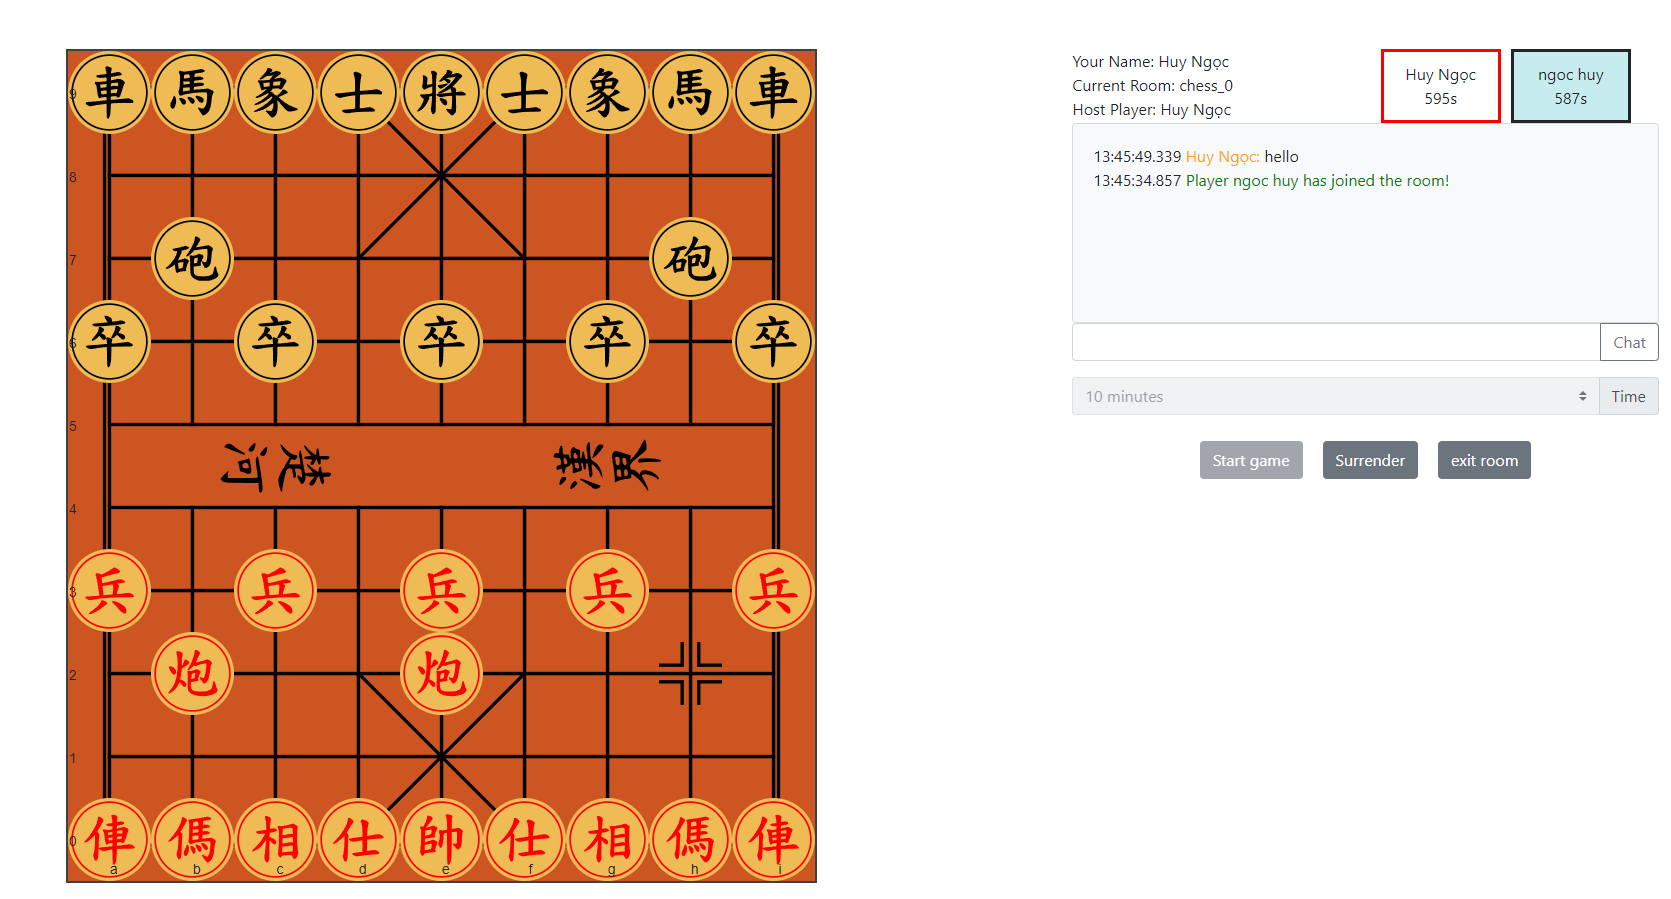 9 車 馬 象 士 將 士 象 馬 車
8
7 砲 砲
6 卒 卒 卒 卒 卒
5
河 楚 漢 界
4
3 兵 兵 兵 兵 兵
2 炮 炮
1
0 俥 傌 相 仕 帥 仕 相 傌 俥
a b c d e f g h i
Your Name: Huy Ngọc
Current Room: chess_0
Host Player: Huy Ngọc
Huy Ngọc
595s
ngoc huy
587s
13:45:49.339 Huy Ngọc: hello
13:45:34.857 Player ngoc huy has joined the room!
Chat
10 minutes
Time
Start game
Surrender
exit room